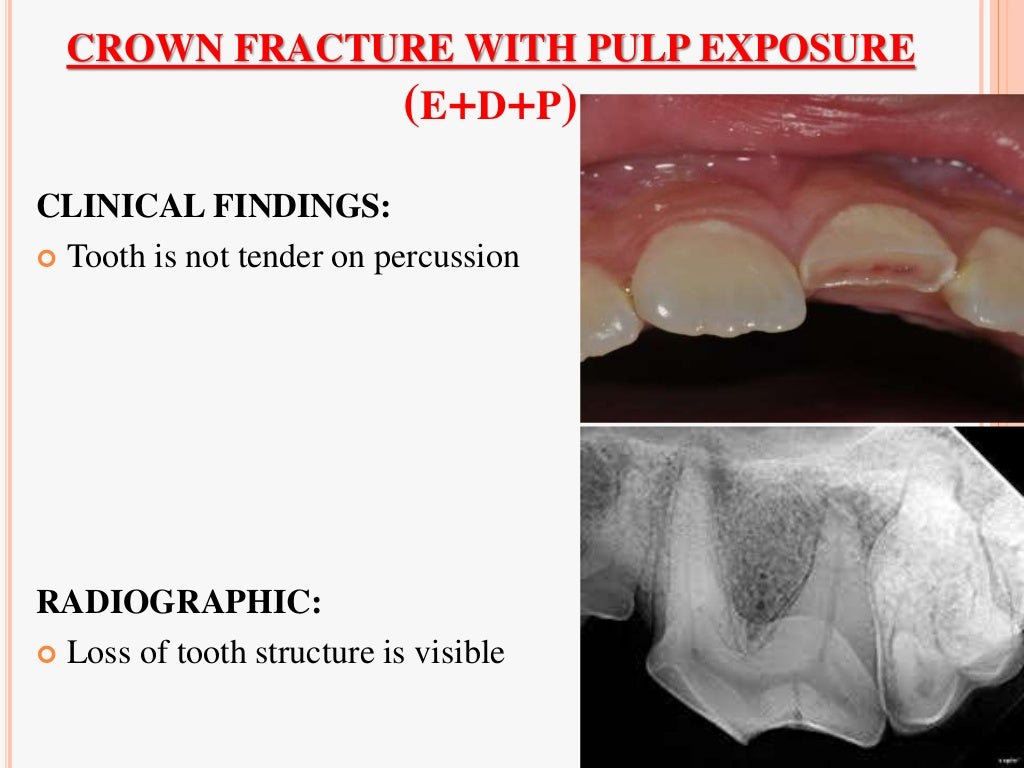 CROWN FRACTURE WITH PULP EXPOSURE
(E+D+P)
CLINICAL FINDINGS:
Tooth is not tender on percussion
RADIOGRAPHIC:
Loss of tooth structure is visible